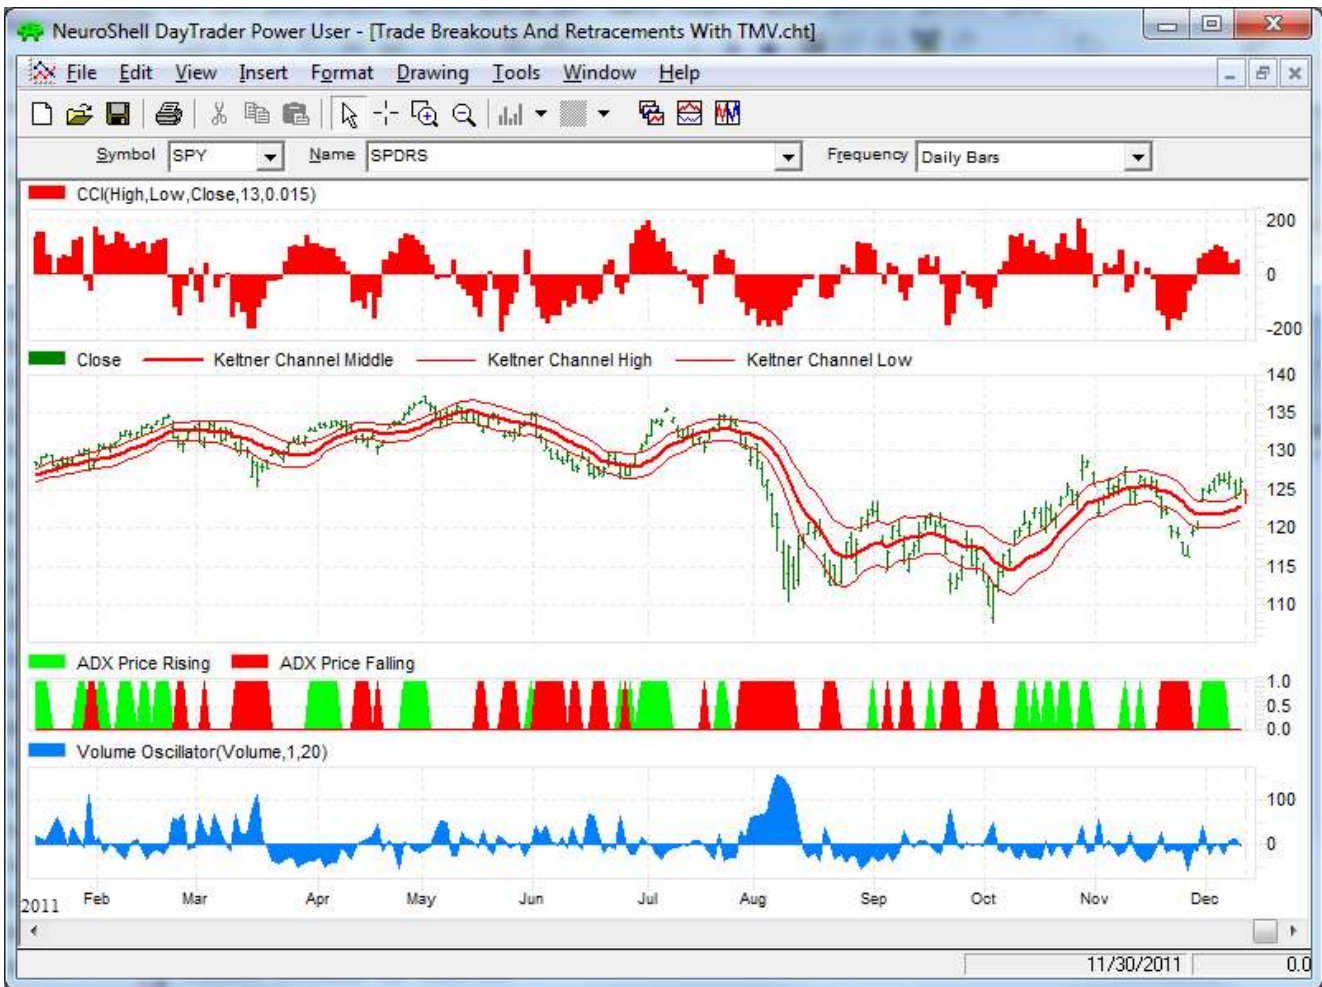 NeuroShell DayTrader Power User - [Trade Breakouts And Retracements With TMV.cht]
File Edit View Insert Format Drawing Tools Window Help
Symbol SPY Name SPDRS Frequency Daily Bars
CCI(High,Low,Close,13,0.015)
200
0
-200
Close Keltner Channel Middle Keltner Channel High Keltner Channel Low
140
135
130
125
120
115
110
ADX Price Rising ADX Price Falling
1.0
0.5
0.0
Volume Oscillator(Volume,1,20)
100
0
2011 Feb Mar Apr May Jun Jul Aug Sep Oct Nov Dec
11/30/2011 0.0